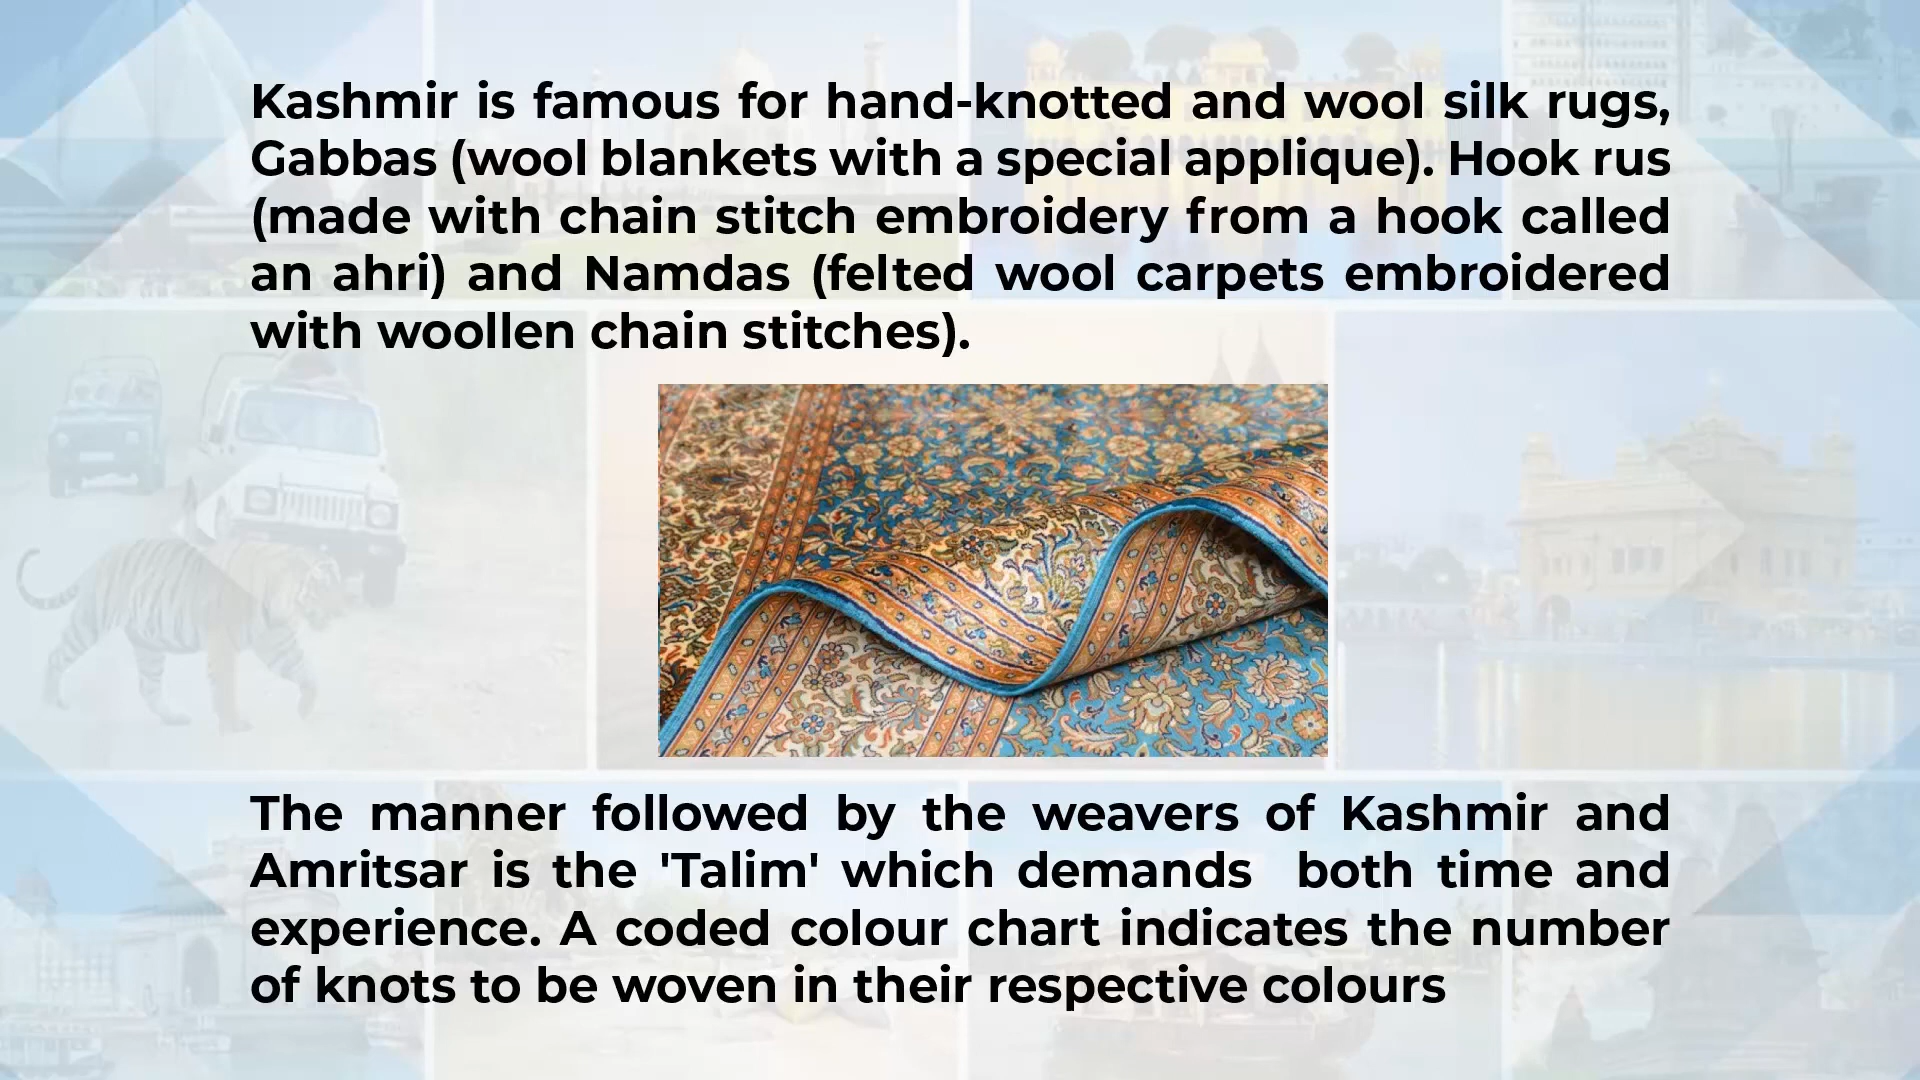 Kashmir is famous for hand-knotted and wool silk rugs,
Gabbas (wool blankets with a special applique). Hook rus
(made with chain stitch embroidery from a hook called
an ahri) and Namdas (felted wool carpets embroidered
with woollen chain stitches).
The manner followed by the weavers of Kashmir and
Amritsar is the 'Talim' which demands  both time and
experience. A coded colour chart indicates the number
of knots to be woven in their respective colours